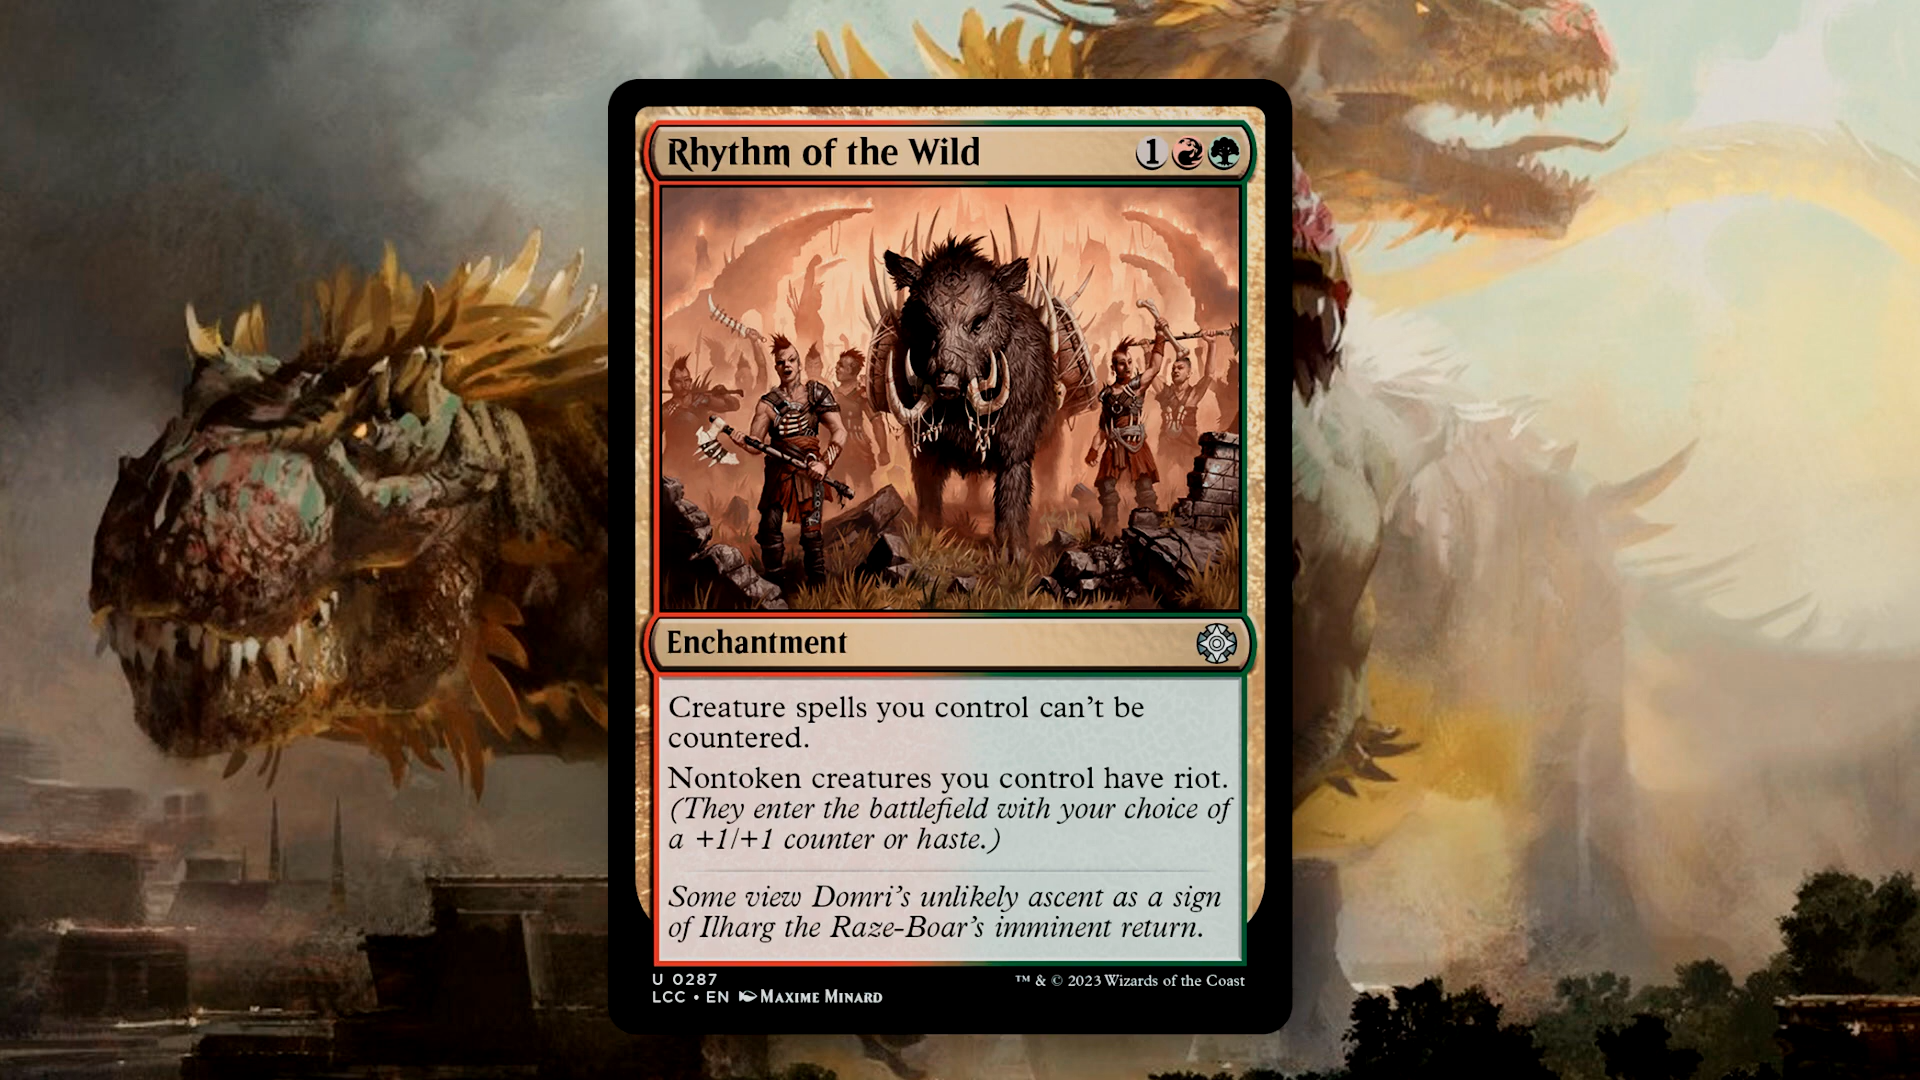 Rhythm of the Wild 1
Enchantment
Creature spells you control can't be
countered.
Nontoken creatures you control have riot.
(They enter the battlefield with your choice of
a +1/+1 counter or haste.)
Some view Domri's unlikely ascent as a sign
of Ilharg the Raze-Boar's imminent return.
U 0287
LCC • EN MAXIME MINARD
™ & © 2023 Wizards of the Coast